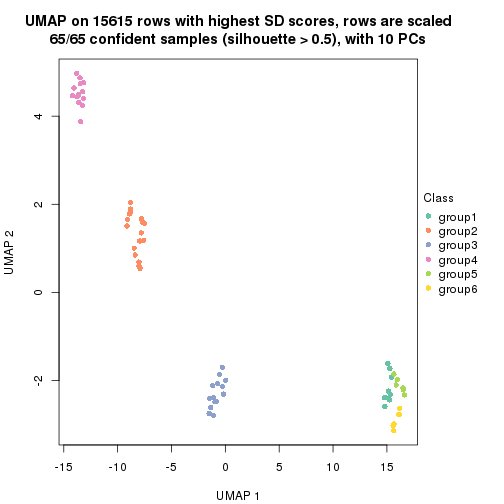 UMAP on 15615 rows with highest SD scores, rows are scaled
65/65 confident samples (silhouette > 0.5), with 10 PCs
4
2
0
-2
UMAP 2
-15
-10
-5
0
5
10
15
UMAP 1
Class
group1
group2
group3
group4
group5
group6